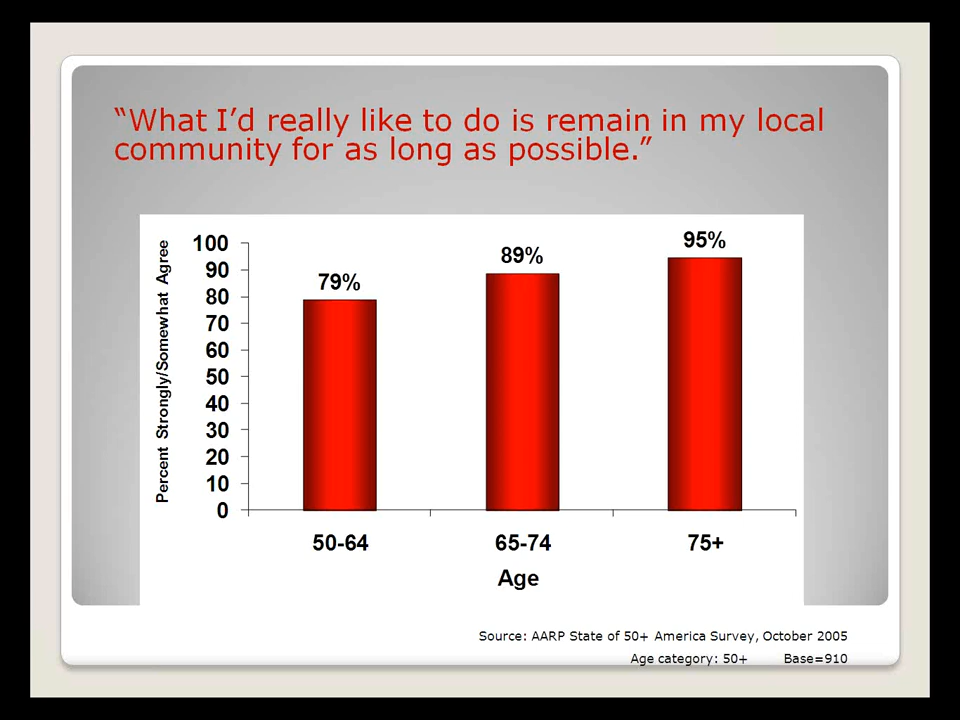 “What I’d really like to do is remain in my local
community for as long as possible.”
Percent Strongly/Somewhat Agree
100
90
80
70
60
50
40
30
20
10
0
79%
89%
95%
50-64
65-74
75+
Age
Source: AARP State of 50+ America Survey, October 2005
Age category: 50+ Base=910